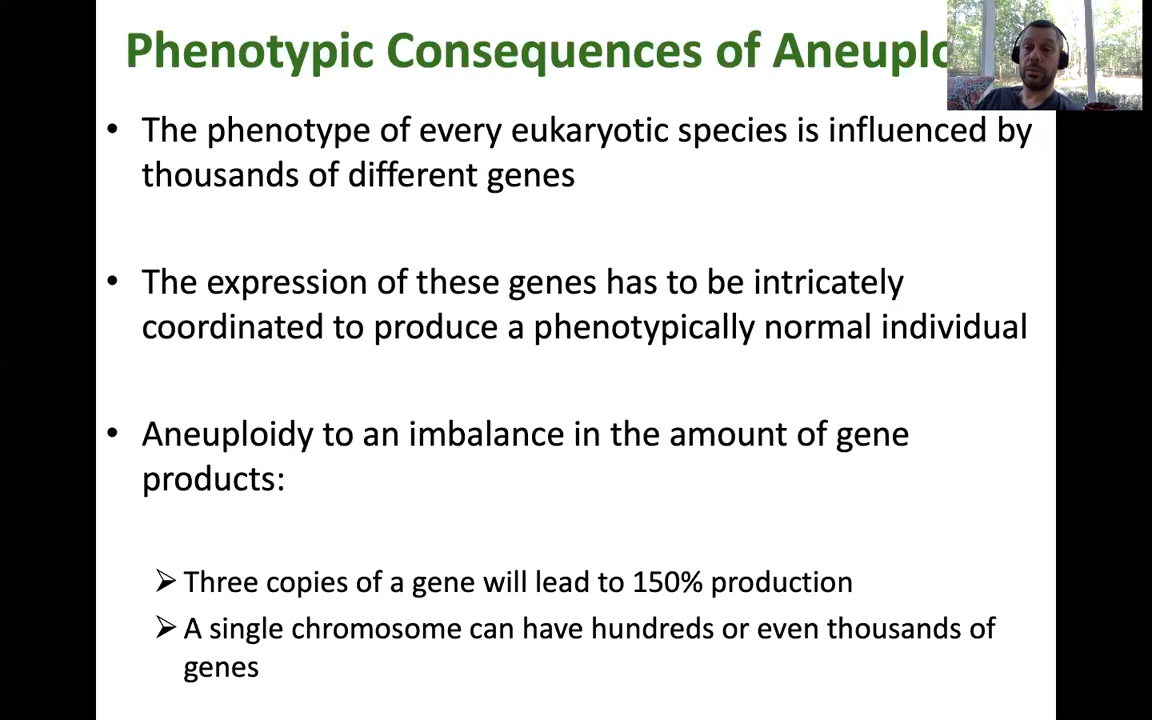 Phenotypic Consequences of
• The phenotype of every eukaryotic species is influenced by
thousands of different genes
• The expression of these genes has to be intricately
coordinated to produce a phenotypically normal individual
• Aneuploidy to an imbalance in the amount of gene
products:
➢ Three copies of a gene will lead to 150% production
➢ A single chromosome can have hundreds or even thousands of
genes